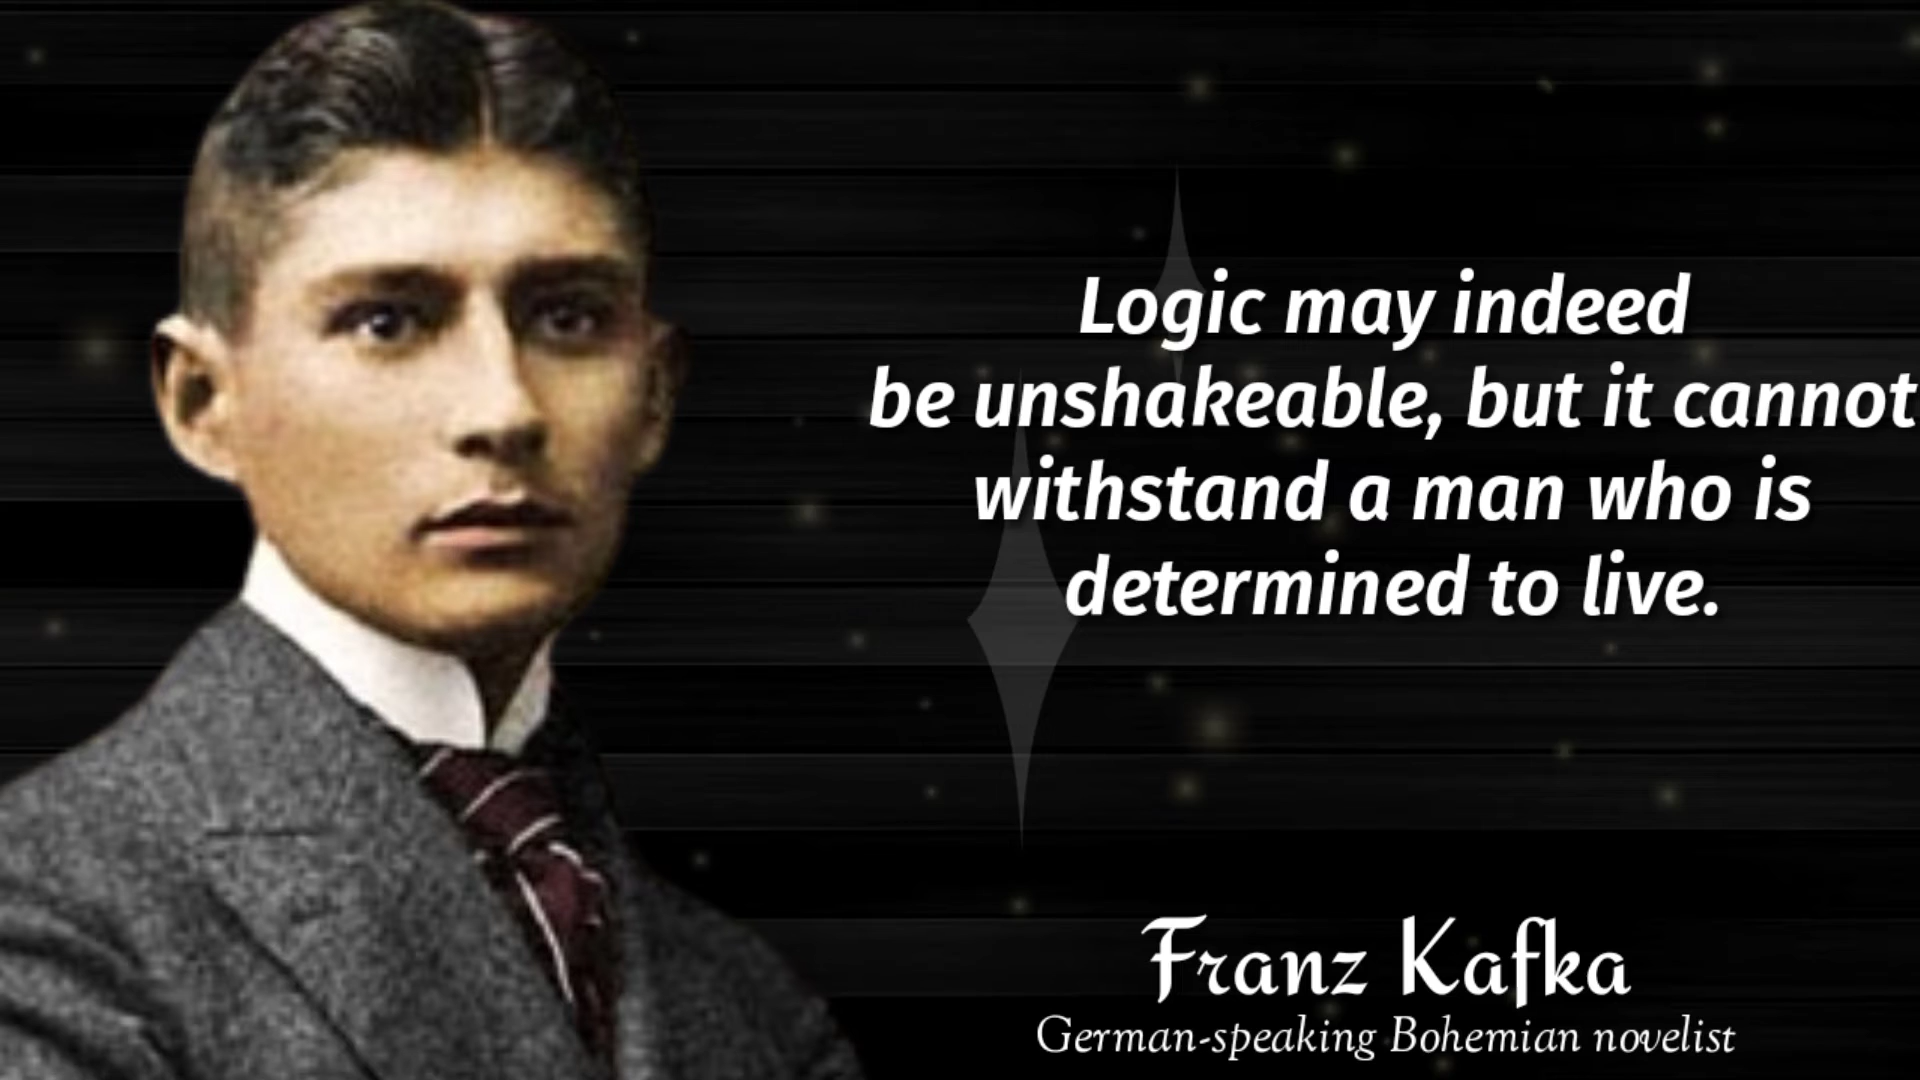 Logic may indeed
be unshakeable, but it cannot
withstand a man who is
determined to live.
Franz Kafka
German-speaking Bohemian novelist